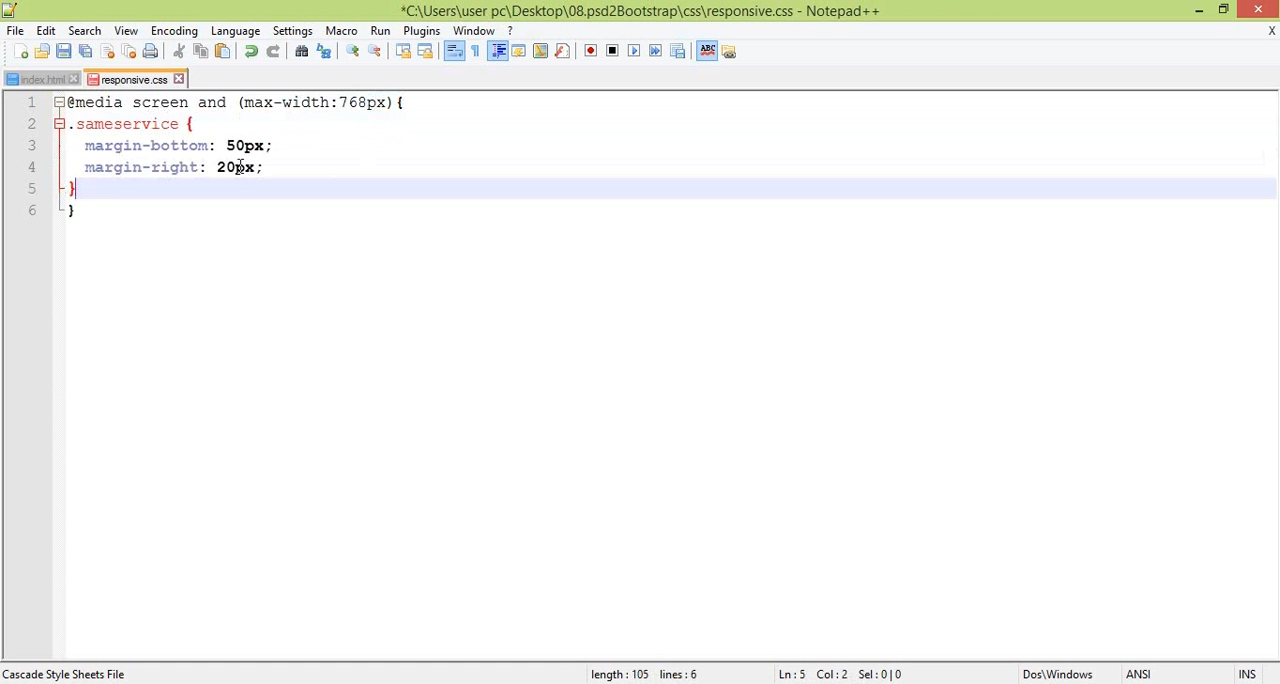 *C:\Users\user pc\Desktop\08.psd2Bootstrap\css\responsive.css - Notepad++
File Edit Search View Encoding Language Settings Macro Run Plugins Window ? X
index.html responsive.css
1 @media screen and (max-width:768px){
2 .sameservice {
3 margin-bottom: 50px;
4 margin-right: 20px;
5 }
6 }
Cascade Style Sheets File length : 105 lines : 6 Ln : 5 Col : 2 Sel : 0 | 0 Dos\Windows ANSI INS